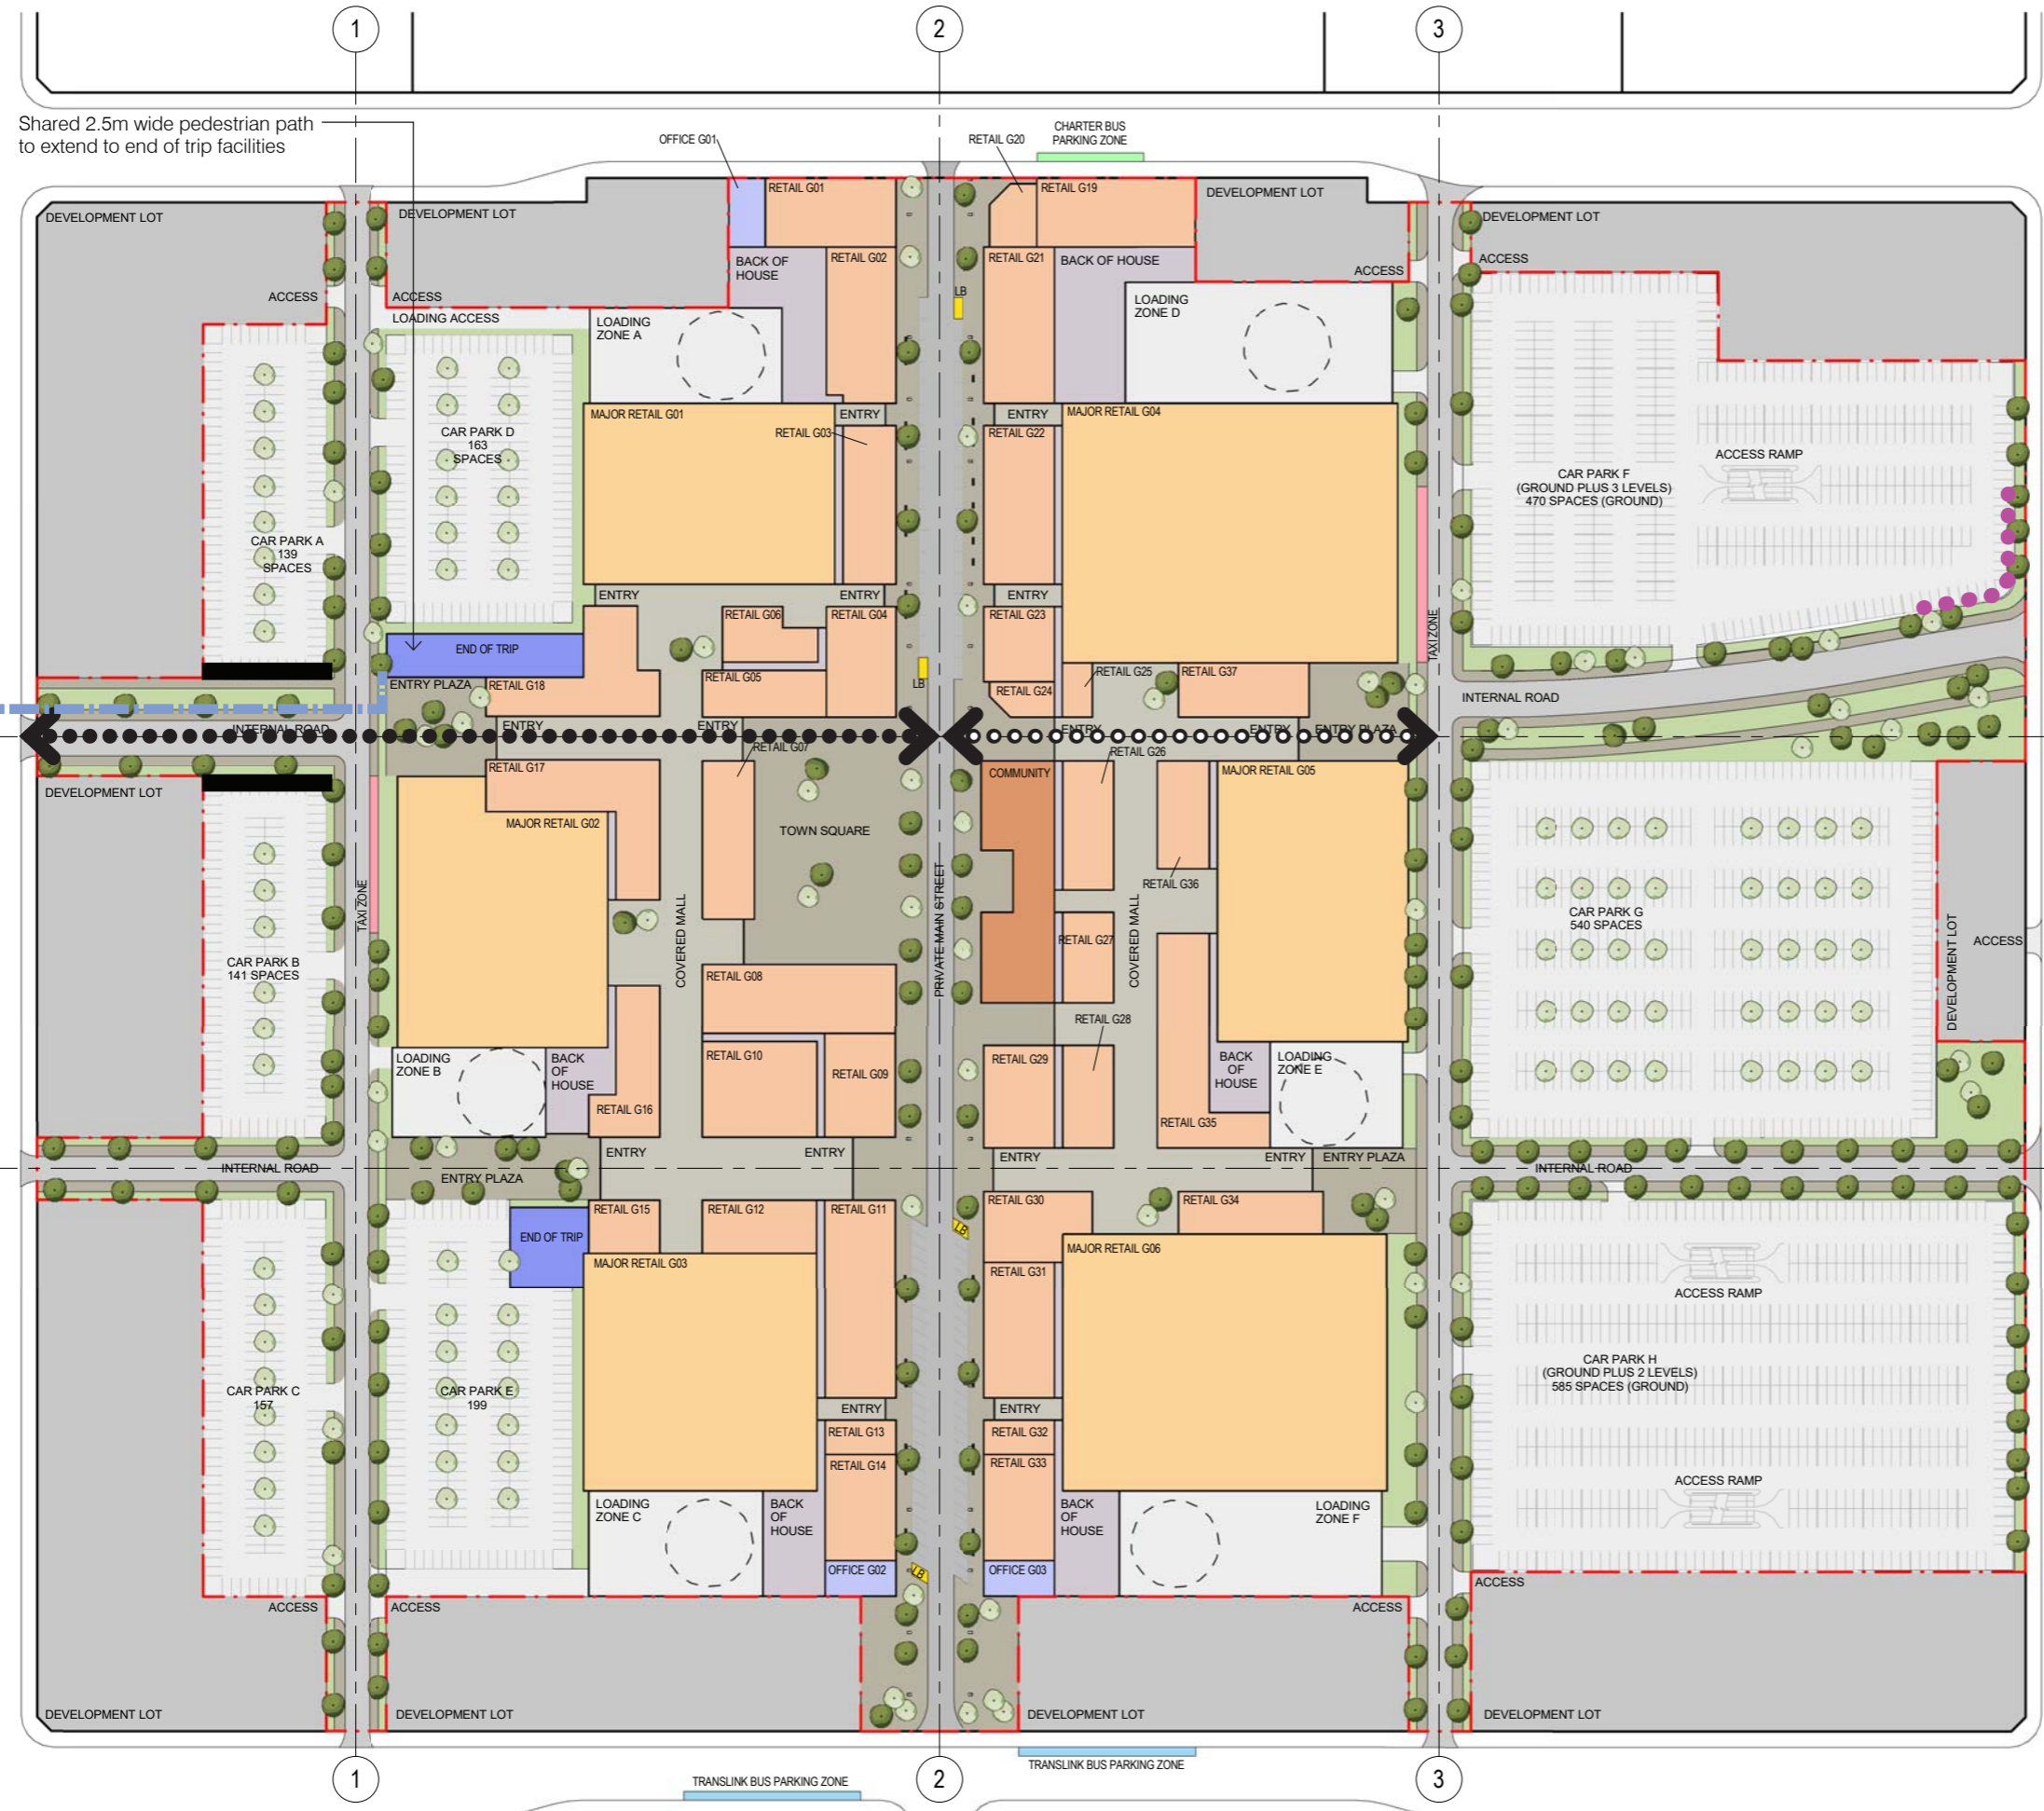 1
2
3
Shared 2.5m wide pedestrian path
to extend to end of trip facilities
OFFICE G01
RETAIL G20
CHARTER BUS
PARKING ZONE
DEVELOPMENT LOT
DEVELOPMENT LOT
RETAIL G01
RETAIL G19
DEVELOPMENT LOT
DEVELOPMENT LOT
BACK OF
HOUSE
RETAIL G02
RETAIL G21
BACK OF HOUSE
ACCESS
ACCESS
ACCESS
ACCESS
LB
LOADING ACCESS
LOADING
ZONE A
LOADING
ZONE D
MAJOR RETAIL G01
ENTRY
ENTRY
MAJOR RETAIL G04
CAR PARK D
163
SPACES
RETAIL G03
RETAIL G22
ACCESS RAMP
CAR PARK F
(GROUND PLUS 3 LEVELS)
470 SPACES (GROUND)
CAR PARK A
139
SPACES
ENTRY
ENTRY
ENTRY
RETAIL G06
RETAIL G04
RETAIL G23
TAXI ZONE
END OF TRIP
RETAIL G05
RETAIL G25
RETAIL G37
ENTRY PLAZA
RETAIL G18
LB
RETAIL G24
INTERNAL ROAD
INTERNAL ROAD
ENTRY
ENTRY
ENTRY
ENTRY
ENTRY PLAZA
RETAIL G07
RETAIL G26
DEVELOPMENT LOT
RETAIL G17
COMMUNITY
MAJOR RETAIL G05
MAJOR RETAIL G02
TOWN SQUARE
RETAIL G36
TAXI ZONE
COVERED MALL
PRIVATE MAIN STREET
COVERED MALL
CAR PARK G
540 SPACES
DEVELOPMENT LOT
ACCESS
RETAIL G27
CAR PARK B
141 SPACES
RETAIL G08
RETAIL G28
LOADING
ZONE B
BACK
OF
HOUSE
RETAIL G10
RETAIL G09
RETAIL G29
BACK
OF
HOUSE
LOADING
ZONE E
RETAIL G16
RETAIL G35
ENTRY
ENTRY
ENTRY
ENTRY
ENTRY PLAZA
INTERNAL ROAD
ENTRY PLAZA
INTERNAL ROAD
RETAIL G15
RETAIL G12
RETAIL G11
RETAIL G30
RETAIL G34
END OF TRIP
LB
MAJOR RETAIL G03
MAJOR RETAIL G06
RETAIL G31
ACCESS RAMP
CAR PARK H
(GROUND PLUS 2 LEVELS)
585 SPACES (GROUND)
CAR PARK C
157
CAR PARK E
199
ENTRY
ENTRY
RETAIL G13
RETAIL G32
RETAIL G14
RETAIL G33
ACCESS RAMP
LOADING
ZONE C
BACK
OF
HOUSE
BACK
OF
HOUSE
LOADING
ZONE F
OFFICE G02
LB
OFFICE G03
ACCESS
ACCESS
ACCESS
ACCESS
DEVELOPMENT LOT
DEVELOPMENT LOT
DEVELOPMENT LOT
DEVELOPMENT LOT
TRANSLINK BUS PARKING ZONE
TRANSLINK BUS PARKING ZONE
1
2
3